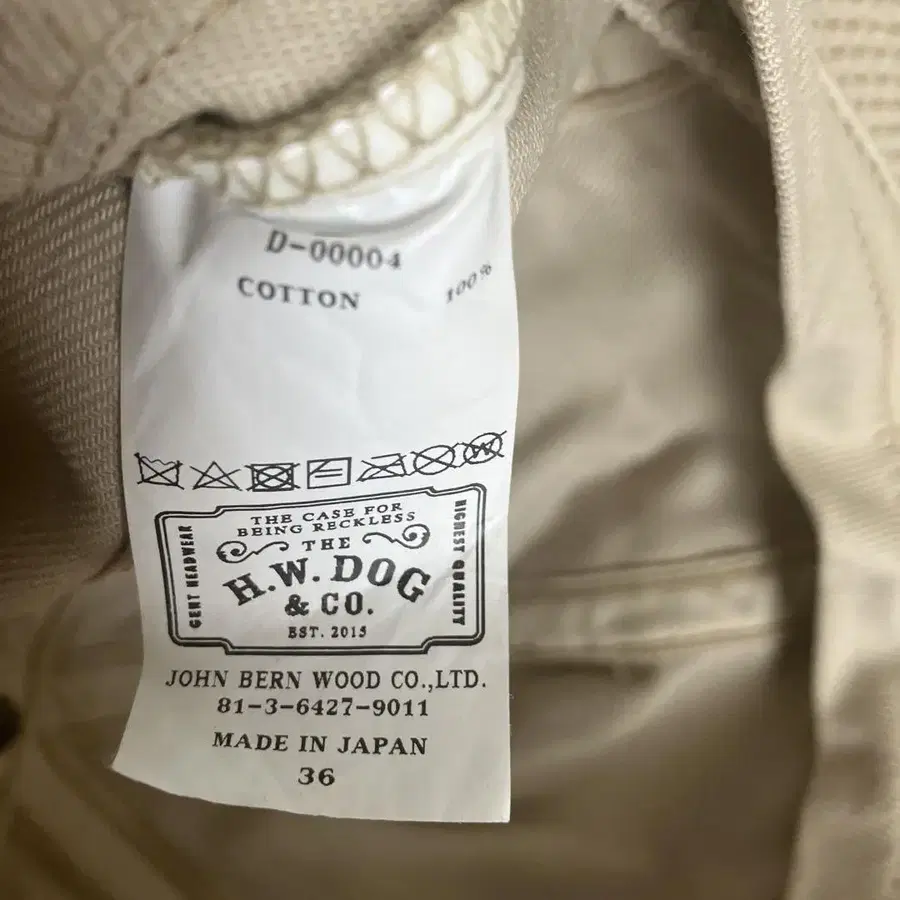 D-00004
COTTON 100%
THE CASE FOR
BEING RECKLESS
GENT HEADWEAR
THE
H.W. DOG
& CO.
EST. 2015
HIGHEST QUALITY
JOHN BERN WOOD CO.,LTD.
81-3-6427-9011
MADE IN JAPAN
36